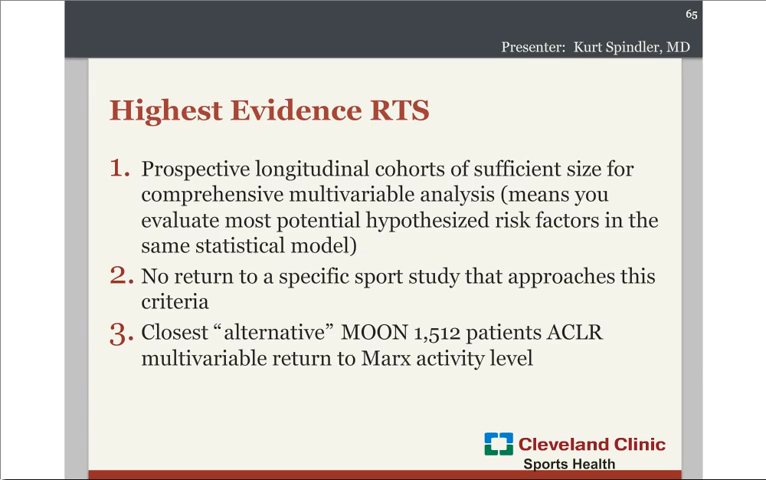 65
Presenter: Kurt Spindler, MD
Highest Evidence RTS
1. Prospective longitudinal cohorts of sufficient size for
comprehensive multivariable analysis (means you
evaluate most potential hypothesized risk factors in the
same statistical model)
2. No return to a specific sport study that approaches this
criteria
3. Closest “alternative” MOON 1,512 patients ACLR
multivariable return to Marx activity level
Cleveland Clinic
Sports Health